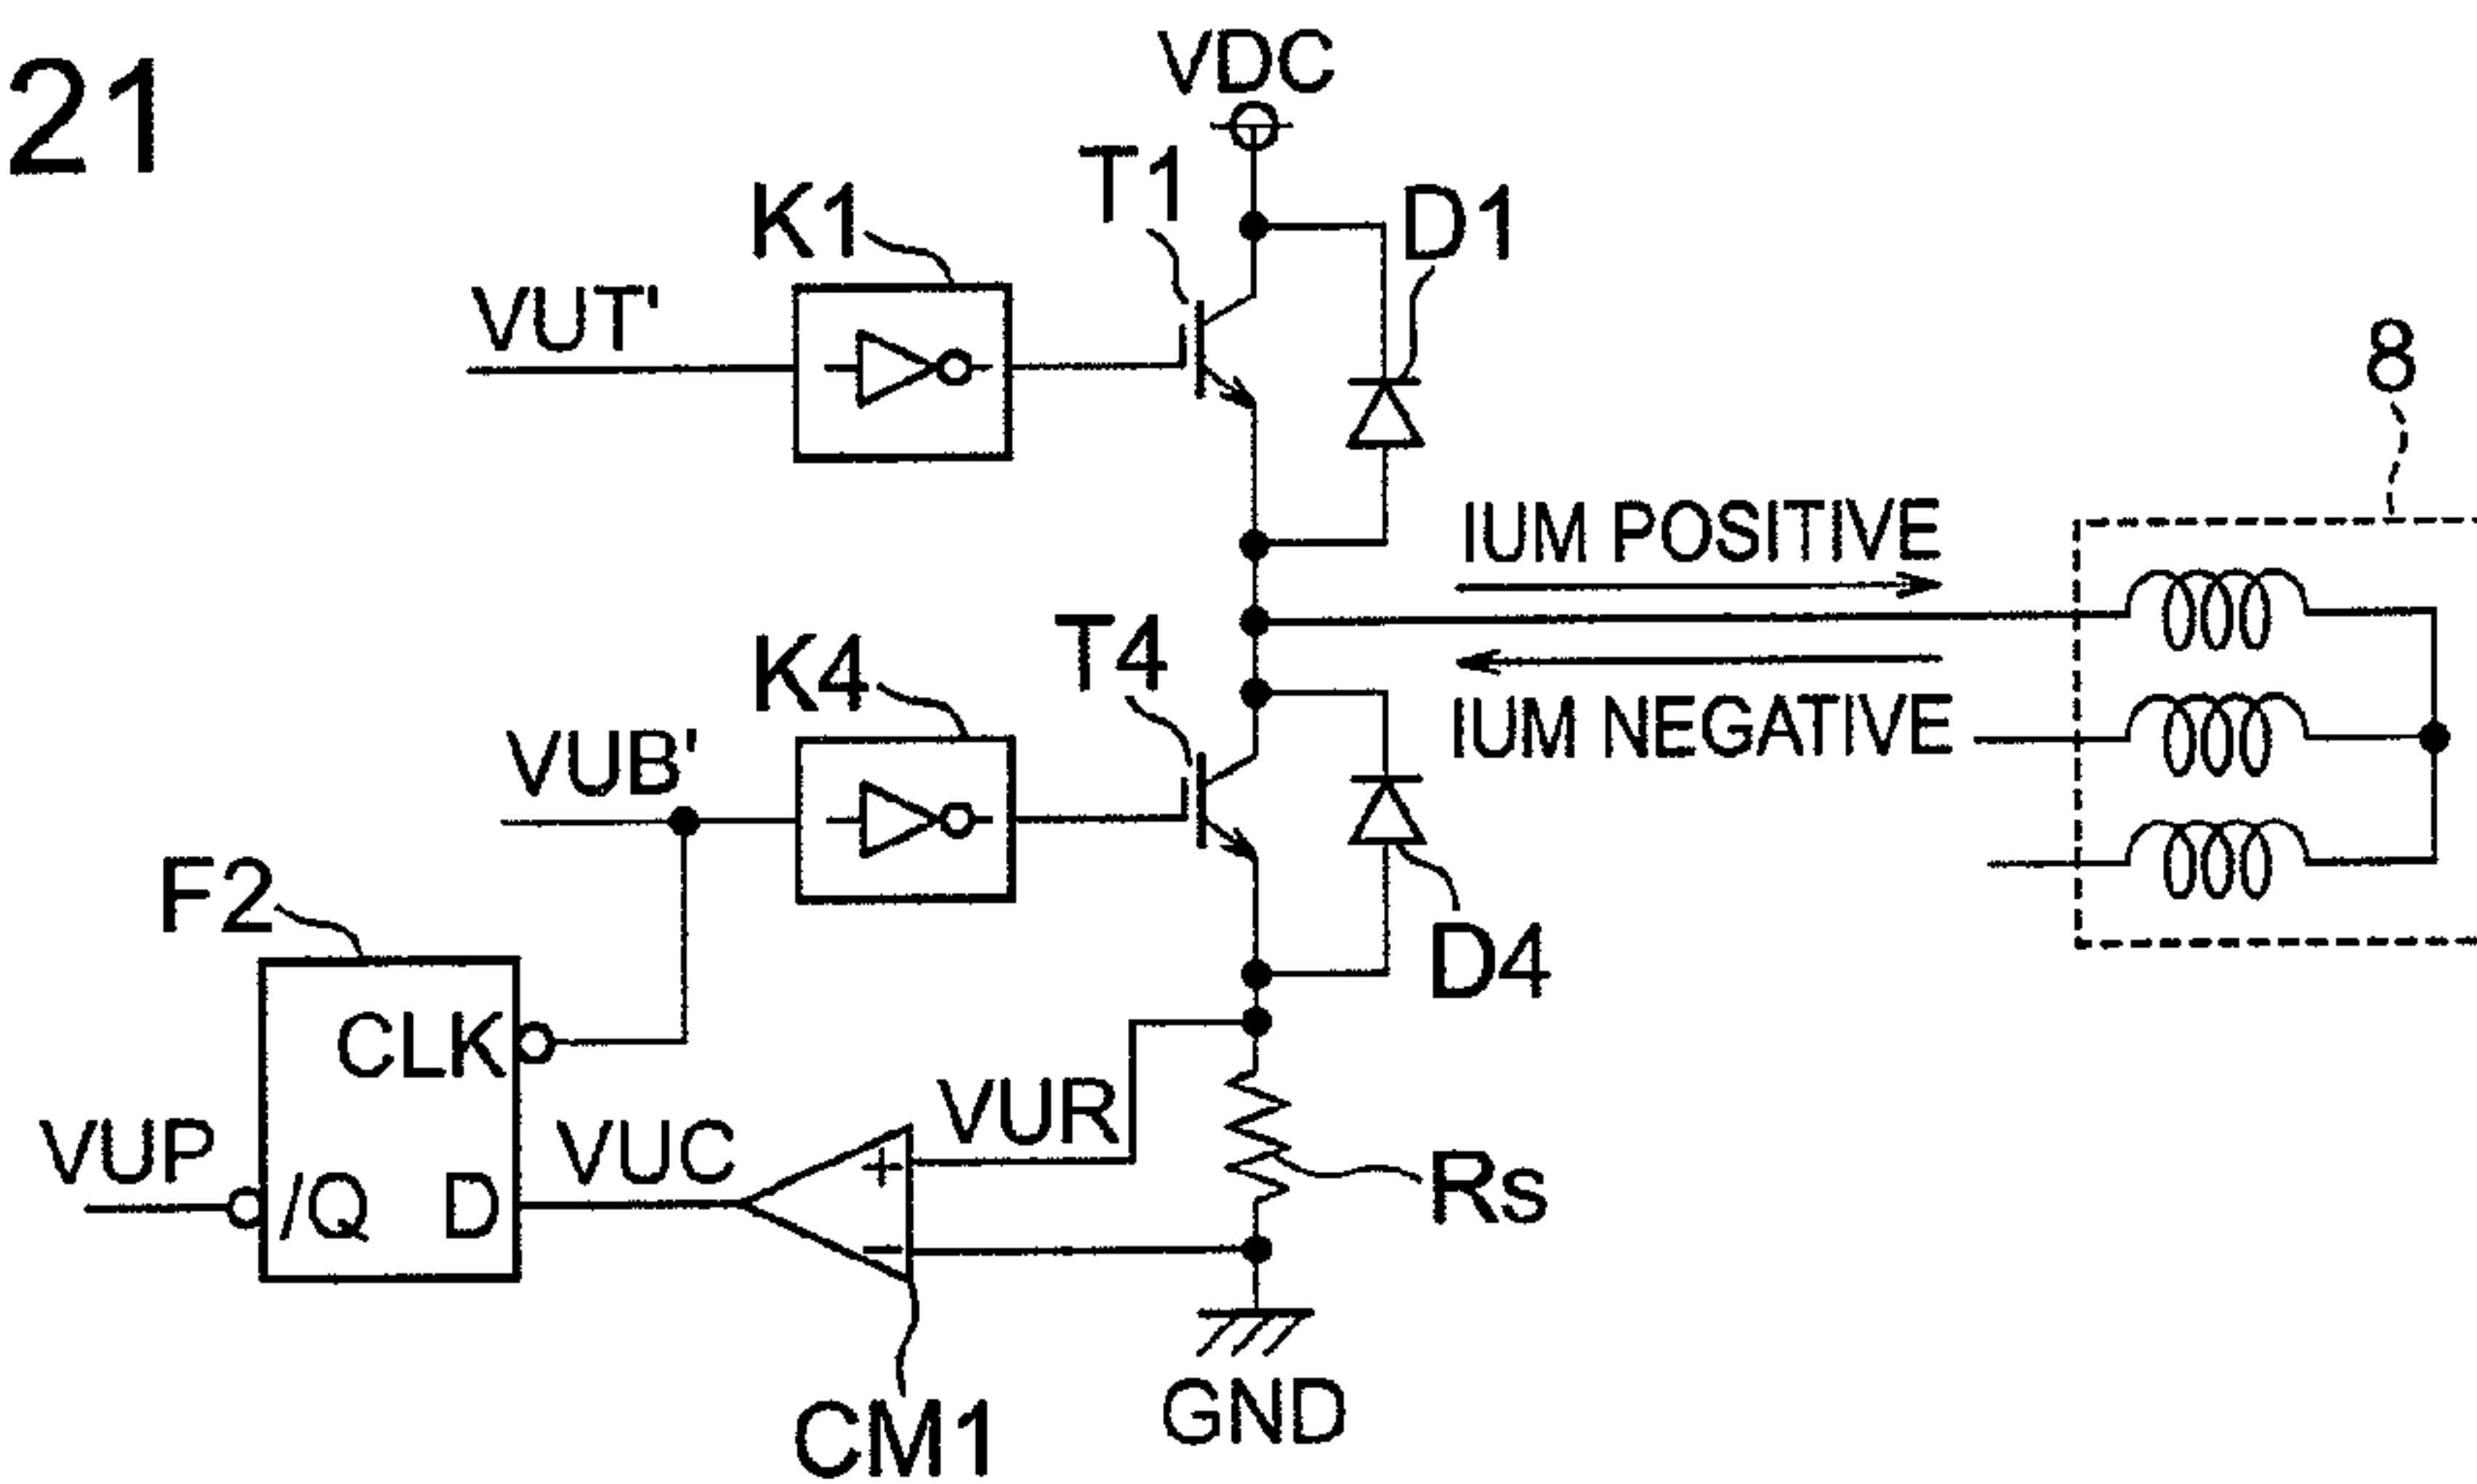 21
VDC
T1
K1
D1
VUT'
8
IUM POSITIVE
T4
K4
IUM NEGATIVE
VUB'
F2
D4
CLK
VUR
VUP
VUC
/Q
D
+
Rs
−
GND
CM1